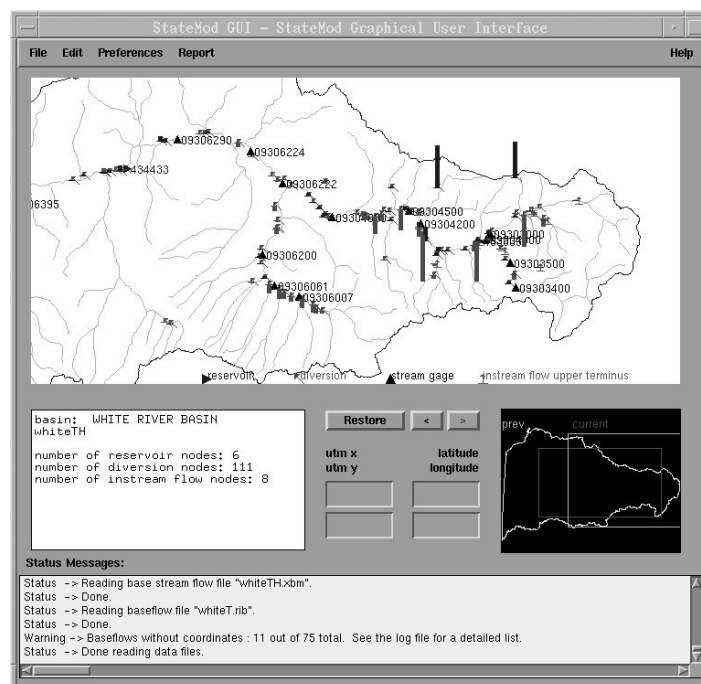 StateMod GUI - StateMod Graphical User Interface
File Edit Preferences Report Help
09306290
09306224
434433
09306222
06395
09304500
09304200
09306200
09303500
09306061
09306007
09303400
reservoir diversion stream gage instream flow upper terminus
basin: WHITE RIVER BASIN
whiteTH
number of reservoir nodes: 6
number of diversion nodes: 111
number of instream flow nodes: 8
Restore < >
utm x latitude
utm y longitude
prev current
Status Messages:
Status -> Reading base stream flow file "whiteTH.xbm".
Status -> Done.
Status -> Reading baseflow file "whiteT.rib".
Status -> Done.
Warning -> Baseflows without coordinates : 11 out of 75 total. See the log file for a detailed list.
Status -> Done reading data files.